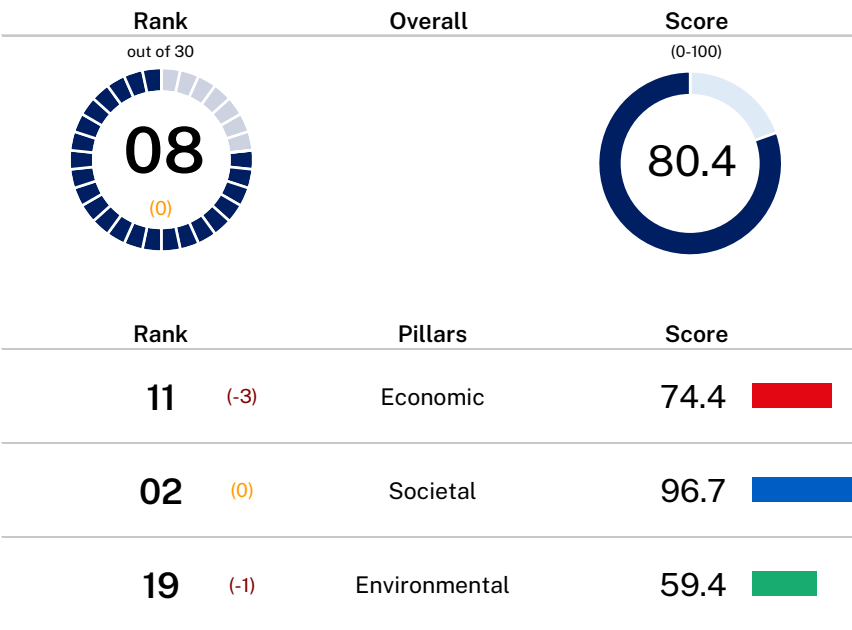 Rank Overall Score
out of 30 (0-100)
08 80.4
(0)
Rank Pillars Score
11 (-3) Economic 74.4
02 (0) Societal 96.7
19 (-1) Environmental 59.4